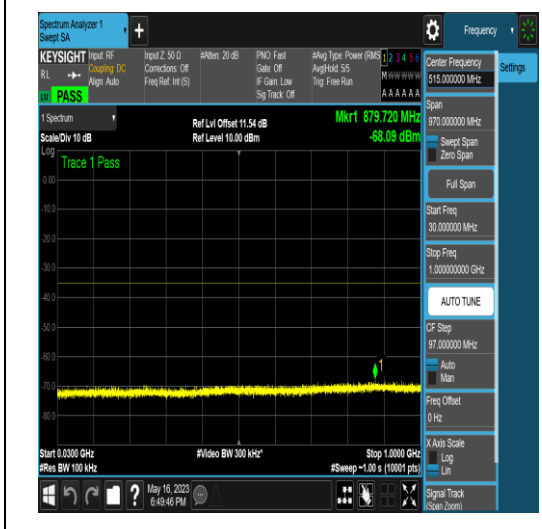 Spectrum Analyzer 1
Swept SA
+
Frequency
KEYSIGHT
Input: RF
Coupling: DC
Align: Auto
Input Z: 50 Ω
Corrections: Off
Freq Ref: Int (S)
#Atten: 20 dB
PNO: Fast
Gate: Off
IF Gain: Low
Sig Track: Off
#Avg Type: Power (RMS)
Avg|Hold: 5/5
Trig: Free Run
1 2 3 4 5 6
M W W W W W
A A A A A A
RL
PASS
1 Spectrum
Scale/Div 10 dB
Ref Lvl Offset 11.54 dB
Ref Level 10.00 dBm
Mkr1 879.720 MHz
-68.09 dBm
Log
Trace 1 Pass
0.00
-10.0
-20.0
-30.0
-40.0
-50.0
-60.0
-70.0
-80.0
1
Start 0.0300 GHz
#Res BW 100 kHz
#Video BW 300 kHz*
Stop 1.0000 GHz
#Sweep ~1.00 s (10001 pts)
?
May 16, 2023
6:49:46 PM
Center Frequency
515.000000 MHz
Settings
Span
970.000000 MHz
Swept Span
Zero Span
Full Span
Start Freq
30.000000 MHz
Stop Freq
1.000000000 GHz
AUTO TUNE
CF Step
97.000000 MHz
Auto
Man
Freq Offset
0 Hz
X Axis Scale
Log
Lin
Signal Track
(Span Zoom)